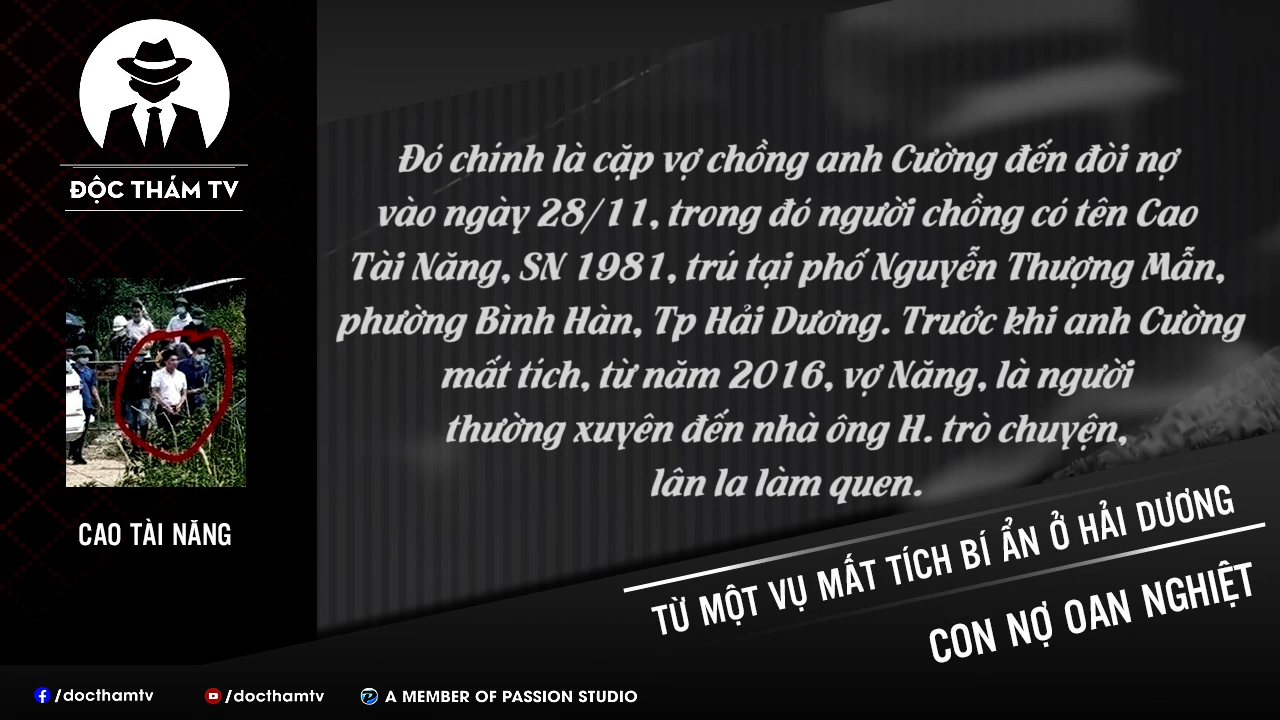 ĐỘC THÁM TV
CAO TÀI NĂNG
Đó chính là cặp vợ chồng anh Cường đến đòi nợ
vào ngày 28/11, trong đó người chồng có tên Cao
Tài Năng, SN 1981, trú tại phố Nguyễn Thượng Mẫn,
phường Bình Hàn, Tp Hải Dương. Trước khi anh Cường
mất tích, từ năm 2016, vợ Năng, là người
thường xuyên đến nhà ông H. trò chuyện,
lân la làm quen.
TỪ MỘT VỤ MẤT TÍCH BÍ ẨN Ở HẢI DƯƠNG
CON NỢ OAN NGHIỆT
/docthamtv
/docthamtv
A MEMBER OF PASSION STUDIO